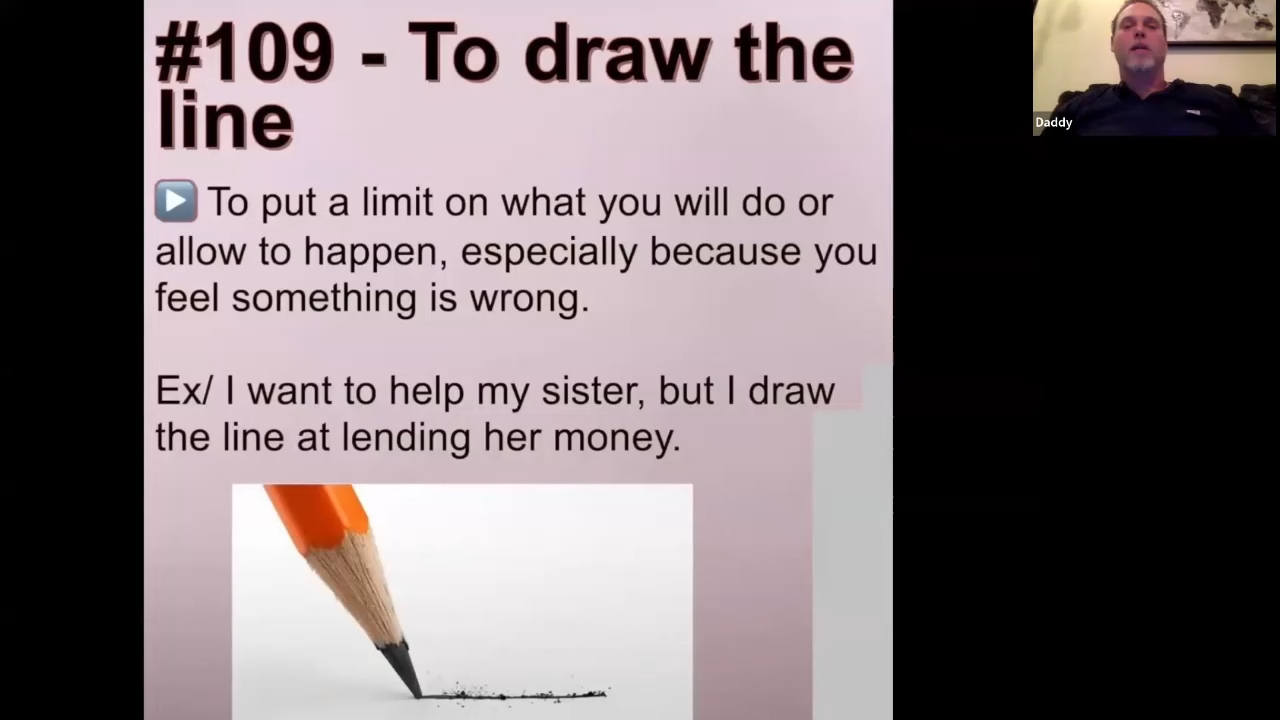 #109 - To draw the
line
▶️ To put a limit on what you will do or
allow to happen, especially because you
feel something is wrong.
Ex/ I want to help my sister, but I draw
the line at lending her money.
Daddy